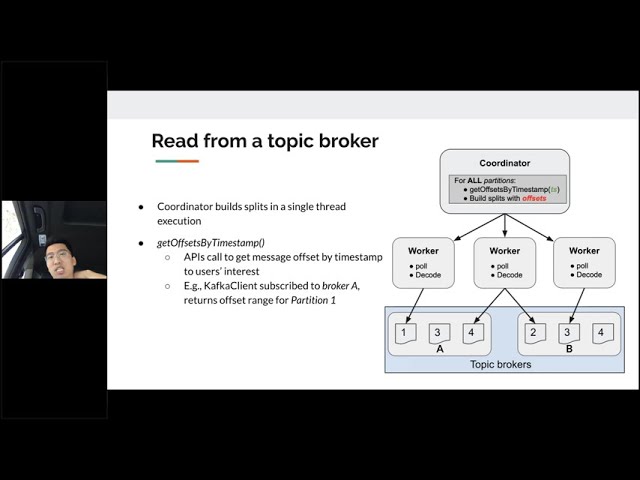 Read from a topic broker
● Coordinator builds splits in a single thread
execution
● getOffsetsByTimestamp()
○ APIs call to get message offset by timestamp
to users' interest
○ E.g., KafkaClient subscribed to broker A,
returns offset range for Partition 1
Coordinator
For ALL partitions:
● getOffsetsByTimestamp(ts)
● Build splits with offsets
Worker
● poll
● Decode
Worker
● poll
● Decode
Worker
● poll
● Decode
1 3 4
A
2 3 4
B
Topic brokers